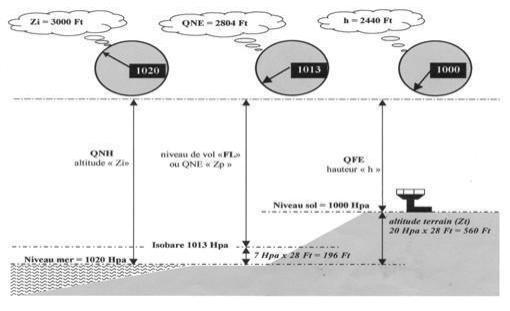 Zi = 3000 Ft
QNE = 2804 Ft
h = 2440 Ft
1020
1013
1000
QNH
altitude « Zi»
niveau de vol «FL»
ou QNE « Zp »
QFE
hauteur « h »
Niveau sol = 1000 Hpa
altitude terrain (Zt)
20 Hpa x 28 Ft = 560 Ft
Isobare 1013 Hpa
7 Hpa x 28 Ft = 196 Ft
Niveau mer = 1020 Hpa